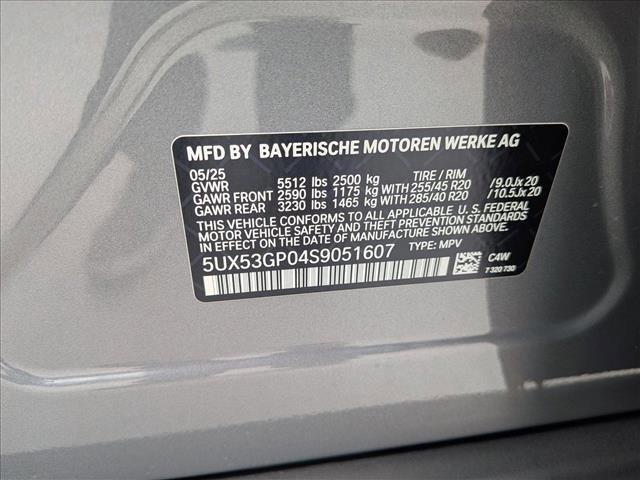 MFD BY BAYERISCHE MOTOREN WERKE AG
05/25
GVWR 5512 lbs 2500 kg TIRE / RIM
GAWR FRONT 2590 lbs 1175 kg WITH 255/45 R20 /9.0Jx20
GAWR REAR 3230 lbs 1465 kg WITH 285/40 R20 /10.5Jx20
THIS VEHICLE CONFORMS TO ALL APPLICABLE U. S. FEDERAL
MOTOR VEHICLE SAFETY, BUMPER, AND THEFT PREVENTION
STANDARDS IN EFFECT ON THE DATE OF MANUFACTURE SHOWN ABOVE.
5UX53GP04S9051607 TYPE: MPV
C4W
7 320 730